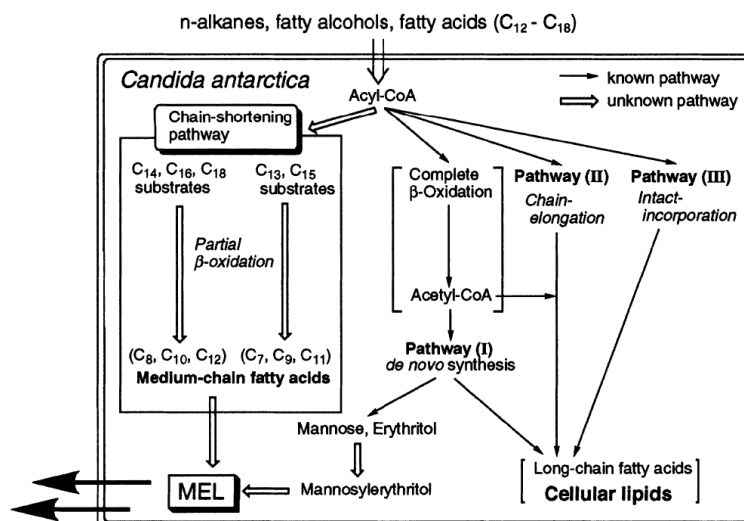 n-alkanes, fatty alcohols, fatty acids (C12 - C18)
Candida antarctica
known pathway
unknown pathway
Acyl-CoA
Chain-shortening
pathway
C14, C16, C18
substrates
C13, C15
substrates
Partial
β-oxidation
(C8, C10, C12)
(C7, C9, C11)
Medium-chain fatty acids
Complete
β-Oxidation
Acetyl-CoA
Pathway (I)
de novo synthesis
Pathway (II)
Chain-
elongation
Pathway (III)
Intact-
incorporation
Mannose, Erythritol
MEL
Mannosylerythritol
Long-chain fatty acids
Cellular lipids